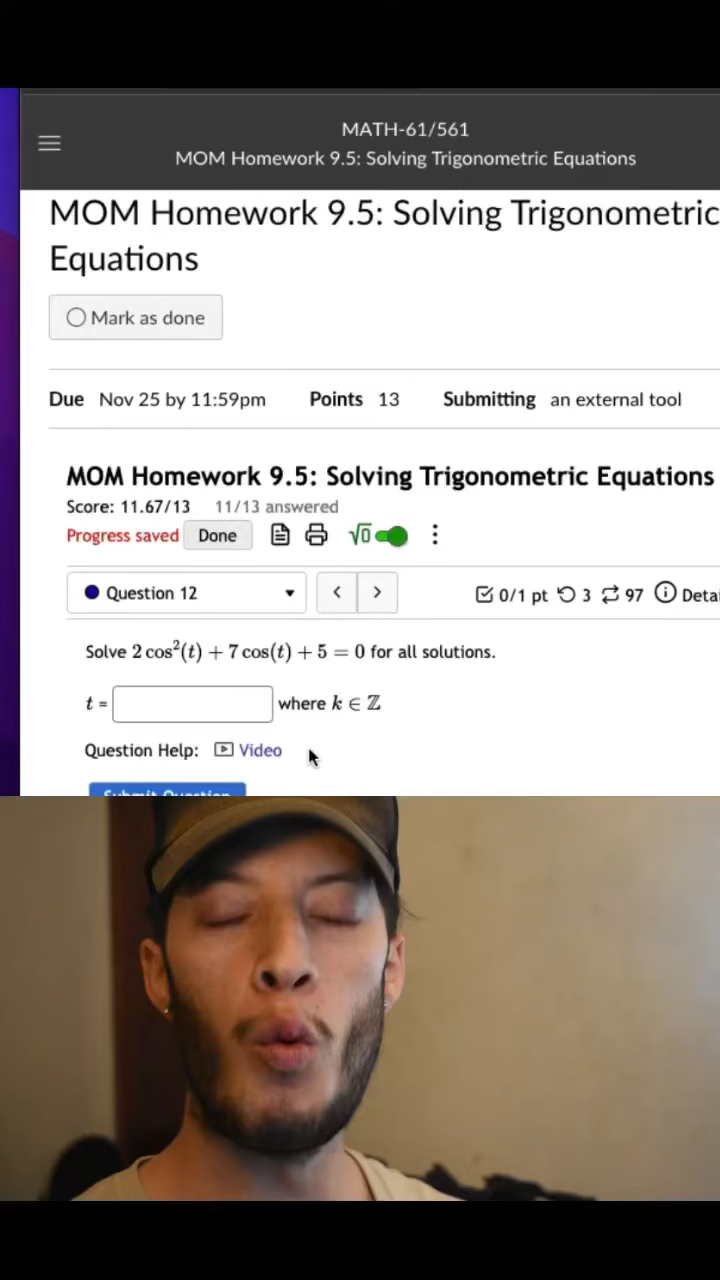 MATH-61/561
MOM Homework 9.5: Solving Trigonometric Equations
MOM Homework 9.5: Solving Trigonometric
Equations
Mark as done
Due Nov 25 by 11:59pm Points 13 Submitting an external tool
MOM Homework 9.5: Solving Trigonometric Equations
Score: 11.67/13 11/13 answered
Progress saved Done √0
Question 12 < > 0/1 pt 3 97 Detai
Solve 2 cos²(t) + 7 cos(t) + 5 = 0 for all solutions.
t = where k ∈ ℤ
Question Help: Video
Submit Question